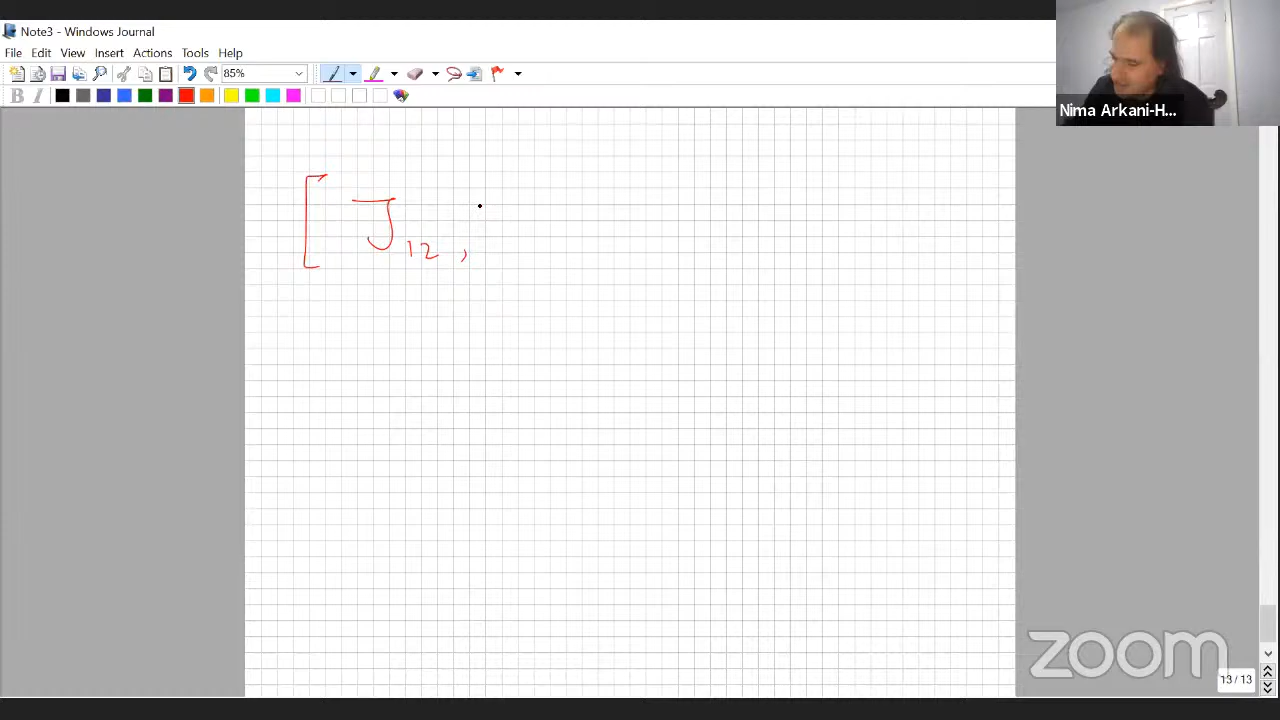 Note3 - Windows Journal
File Edit View Insert Actions Tools Help
85%
B I
Nima Arkani-H...
[ J₁₂ ,
zoom
13 / 13